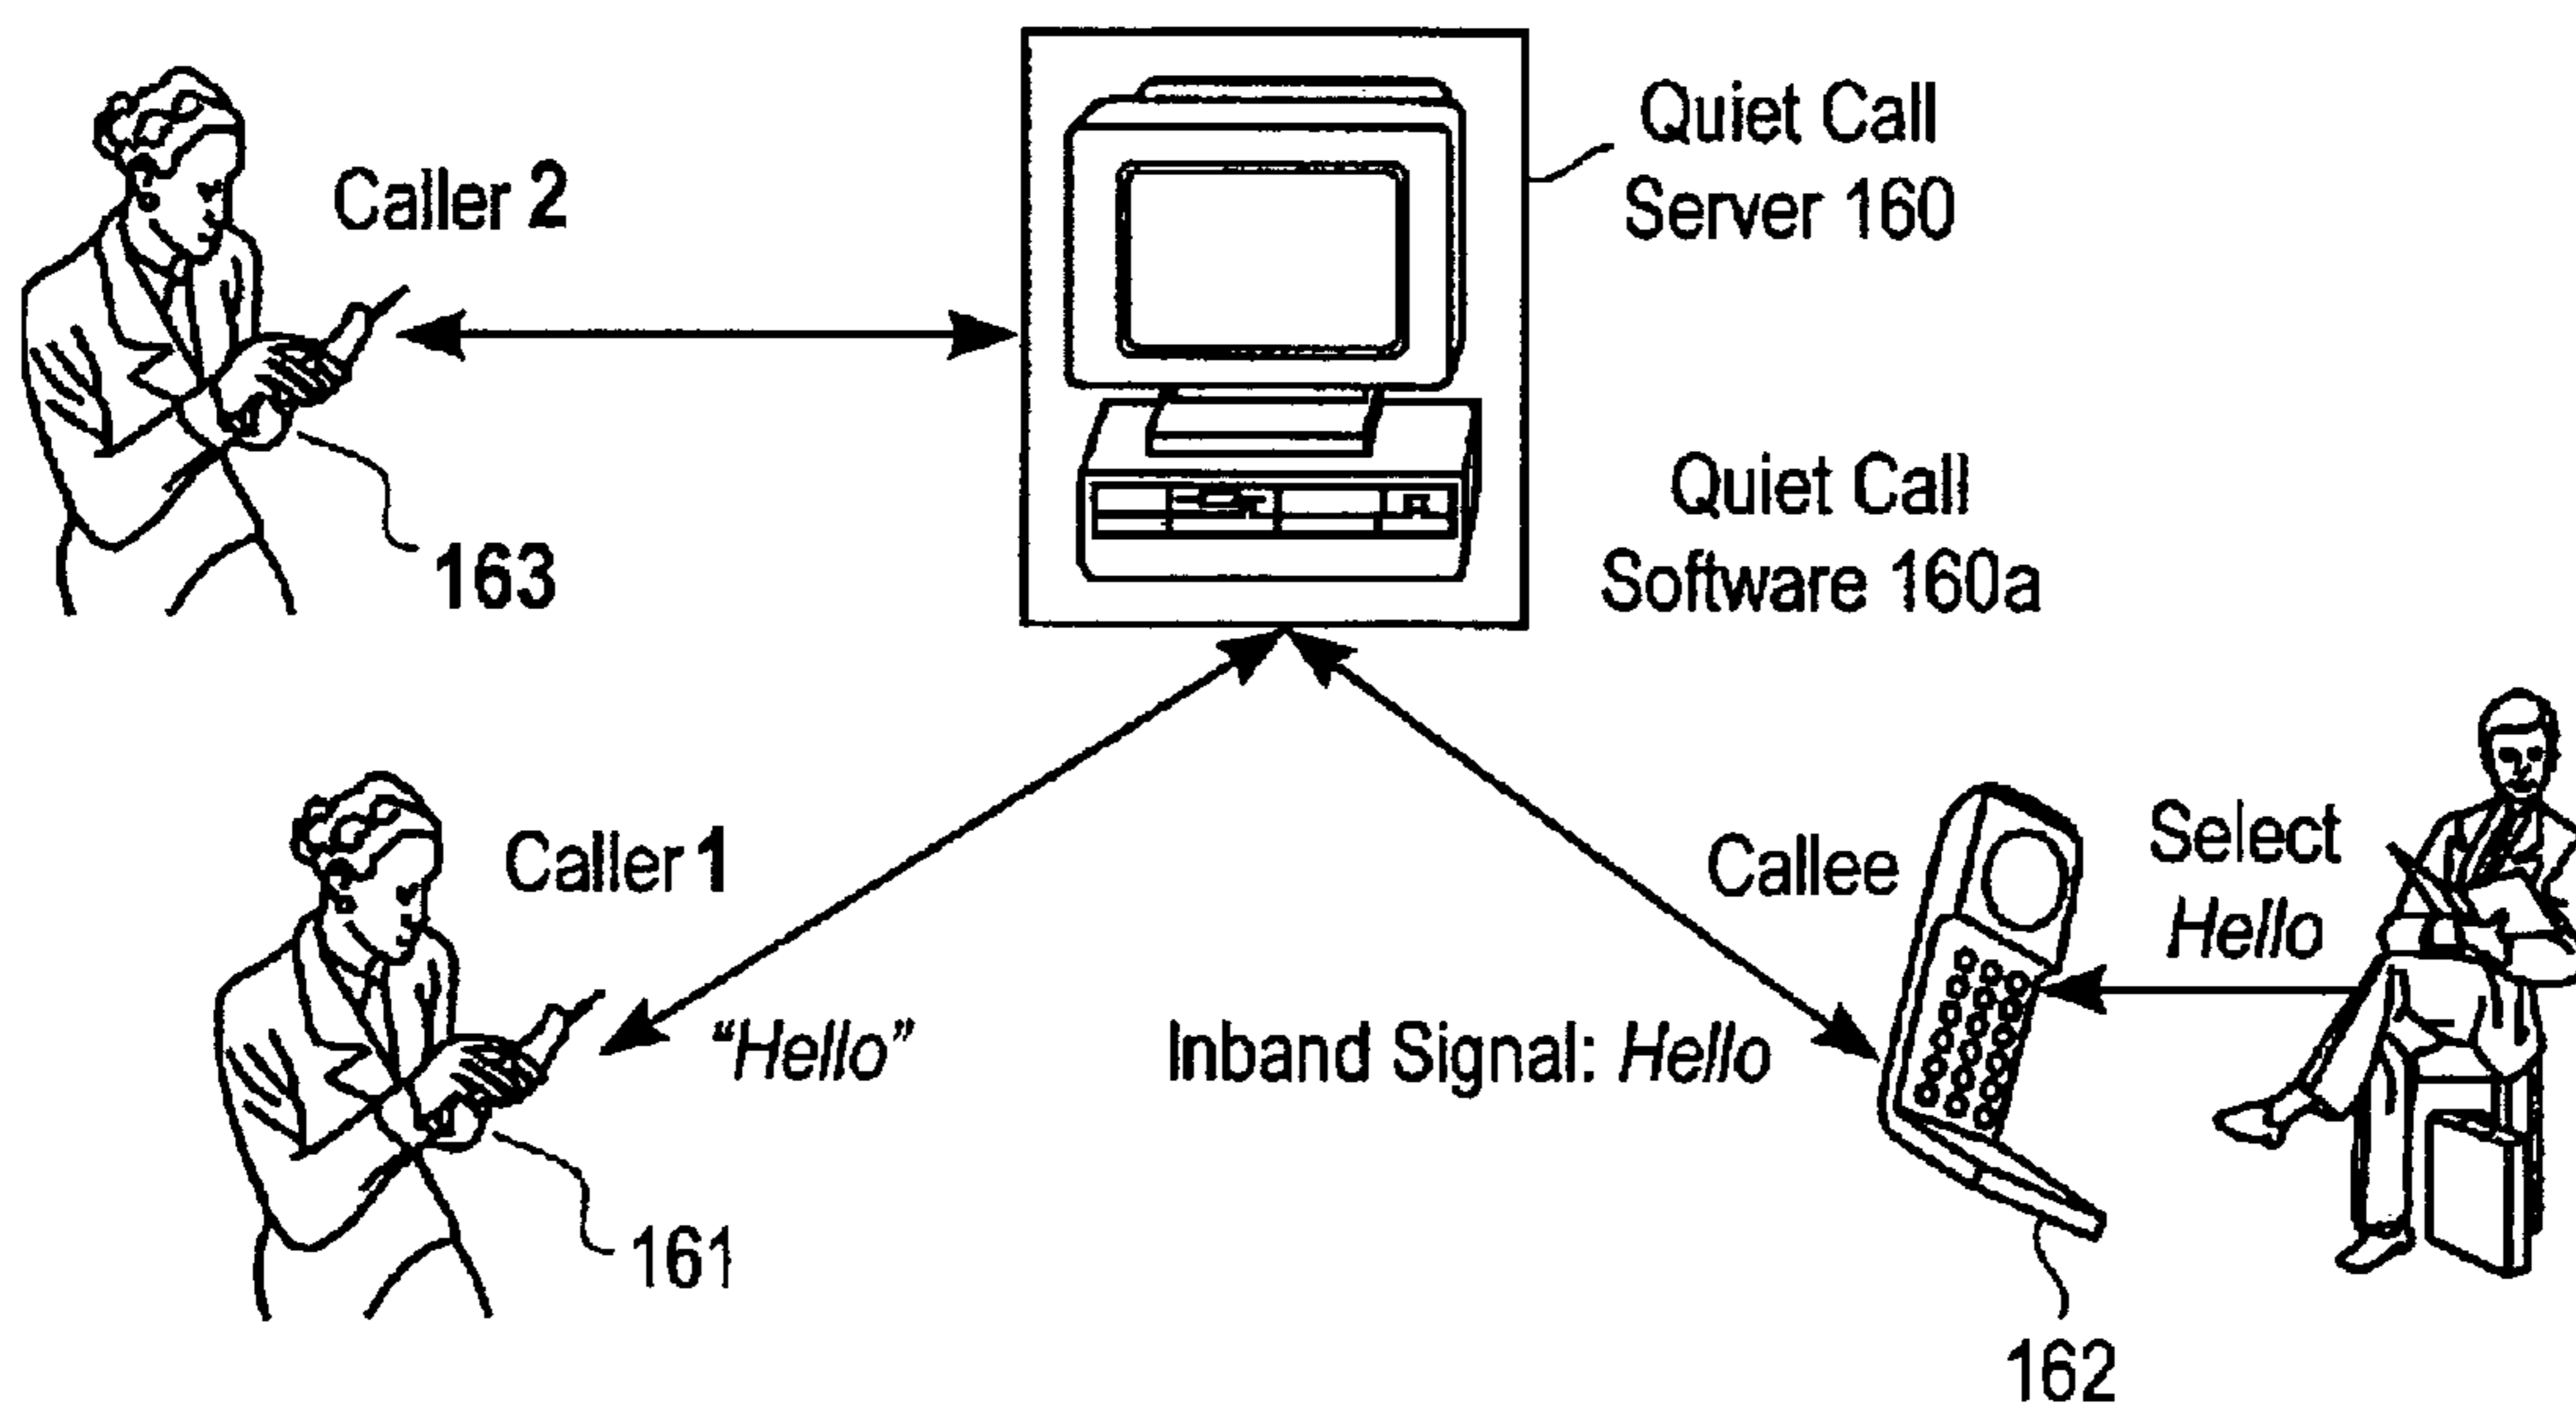 Quiet Call
Server 160
Caller 2
Quiet Call
Software 160a
163
Caller 1
Callee
Select
Hello
"Hello"
Inband Signal: Hello
161
162